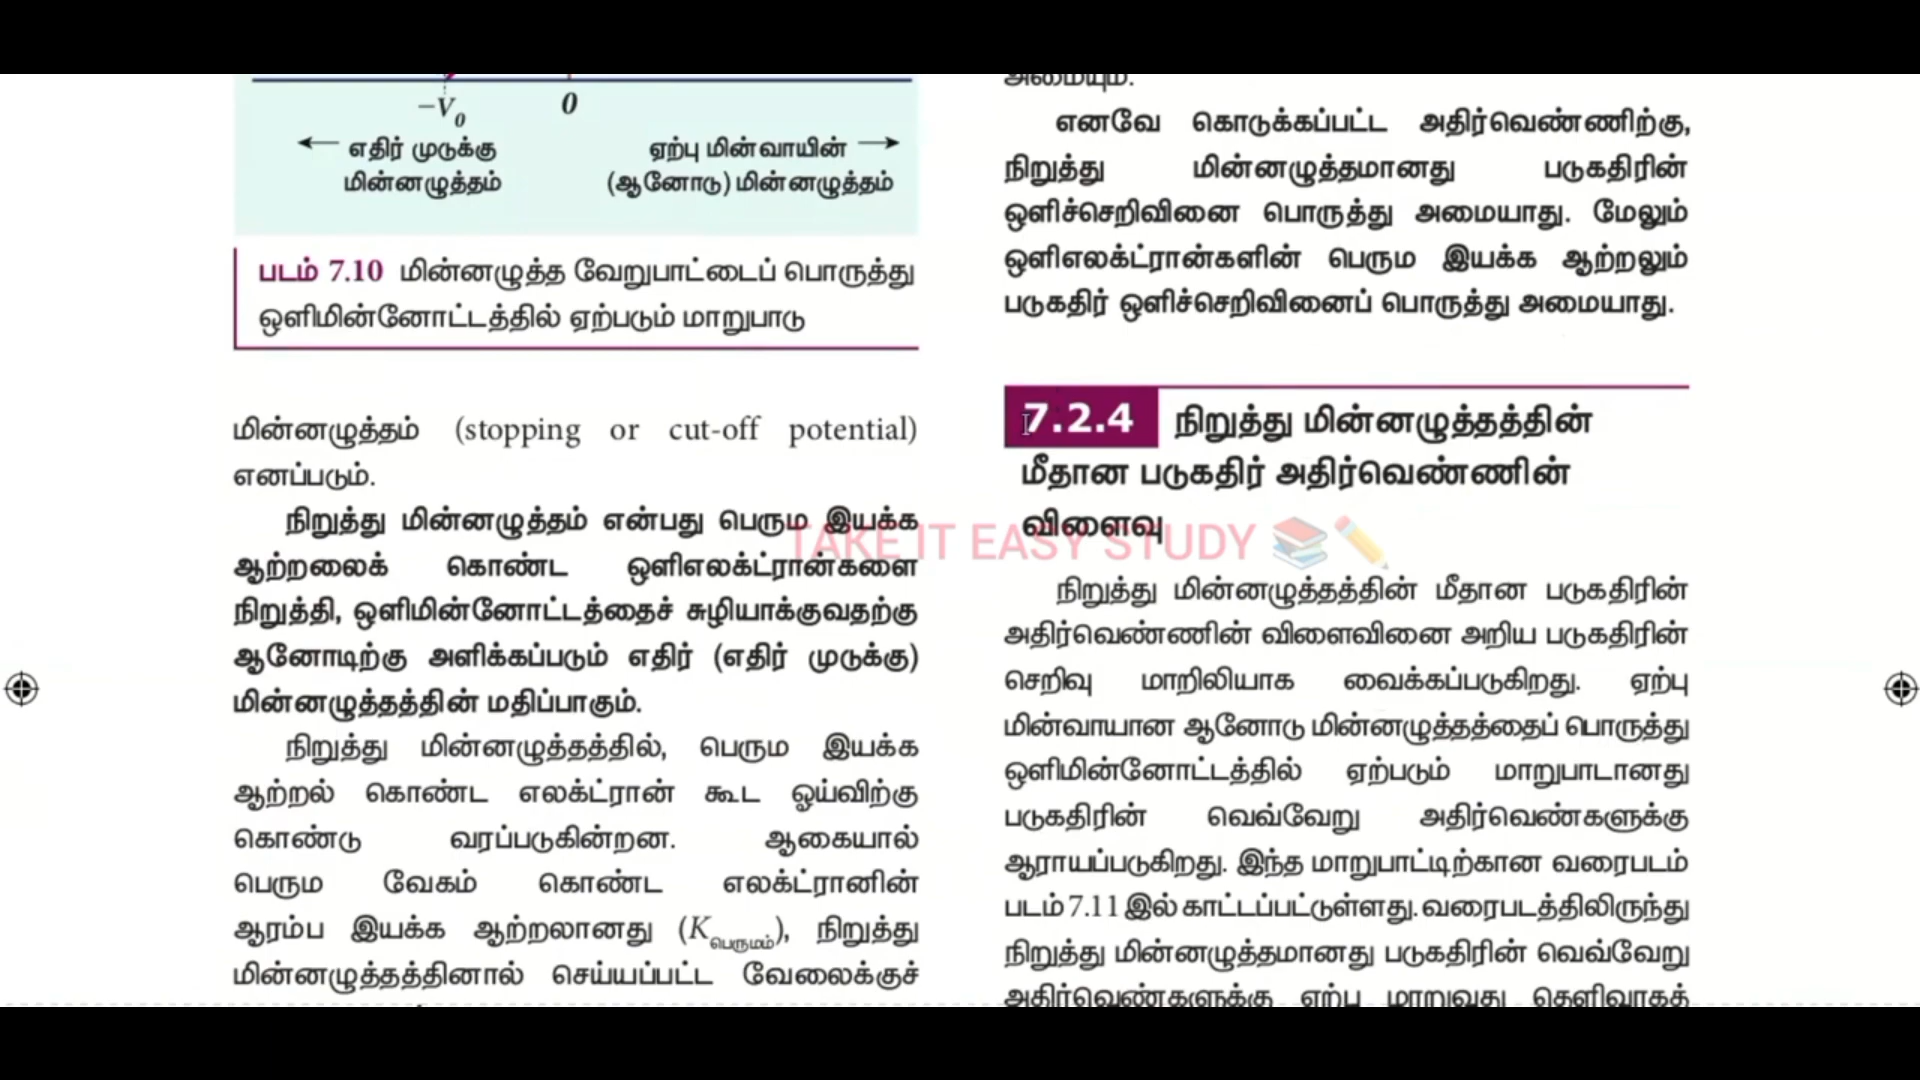 −V₀
0
← எதிர் முடுக்கு
மின்னழுத்தம்
ஏற்பு மின்வாயின் →
(ஆனோடு) மின்னழுத்தம்
படம் 7.10 மின்னழுத்த வேறுபாட்டைப் பொருத்து
ஒளிமின்னோட்டத்தில் ஏற்படும் மாறுபாடு
மின்னழுத்தம் (stopping or cut-off potential)
எனப்படும்.
நிறுத்து மின்னழுத்தம் என்பது பெரும இயக்க
ஆற்றலைக் கொண்ட ஒளிஎலக்ட்ரான்களை
நிறுத்தி, ஒளிமின்னோட்டத்தைச் சுழியாக்குவதற்கு
ஆனோடிற்கு அளிக்கப்படும் எதிர் (எதிர் முடுக்கு)
மின்னழுத்தத்தின் மதிப்பாகும்.
நிறுத்து மின்னழுத்தத்தில், பெரும இயக்க
ஆற்றல் கொண்ட எலக்ட்ரான் கூட ஓய்விற்கு
கொண்டு வரப்படுகின்றன. ஆகையால்
பெரும வேகம் கொண்ட எலக்ட்ரானின்
ஆரம்ப இயக்க ஆற்றலானது (Kபெருமம்), நிறுத்து
மின்னழுத்தத்தினால் செய்யப்பட்ட வேலைக்குச்
அமையும்.
எனவே கொடுக்கப்பட்ட அதிர்வெண்ணிற்கு,
நிறுத்து மின்னழுத்தமானது படுகதிரின்
ஒளிச்செறிவினை பொருத்து அமையாது. மேலும்
ஒளிஎலக்ட்ரான்களின் பெரும இயக்க ஆற்றலும்
படுகதிர் ஒளிச்செறிவினைப் பொருத்து அமையாது.
7.2.4 நிறுத்து மின்னழுத்தத்தின்
மீதான படுகதிர் அதிர்வெண்ணின்
விளைவு
TAKE IT EASY STUDY 📚✏️
நிறுத்து மின்னழுத்தத்தின் மீதான படுகதிரின்
அதிர்வெண்ணின் விளைவினை அறிய படுகதிரின்
செறிவு மாறிலியாக வைக்கப்படுகிறது. ஏற்பு
மின்வாயான ஆனோடு மின்னழுத்தத்தைப் பொருத்து
ஒளிமின்னோட்டத்தில் ஏற்படும் மாறுபாடானது
படுகதிரின் வெவ்வேறு அதிர்வெண்களுக்கு
ஆராயப்படுகிறது. இந்த மாறுபாட்டிற்கான வரைபடம்
படம் 7.11 இல் காட்டப்பட்டுள்ளது. வரைபடத்திலிருந்து
நிறுத்து மின்னழுத்தமானது படுகதிரின் வெவ்வேறு
அதிர்வெண்களுக்கு ஏற்ப மாறுவது தெளிவாகத்